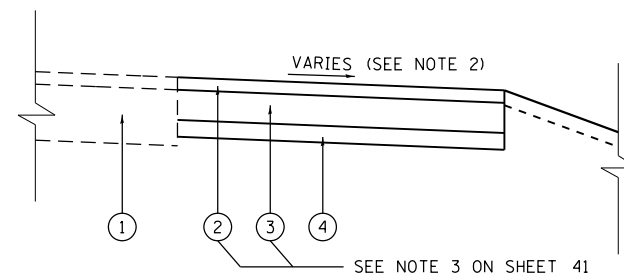 VARIES (SEE NOTE 2)
1 2 3 4
SEE NOTE 3 ON SHEET 41